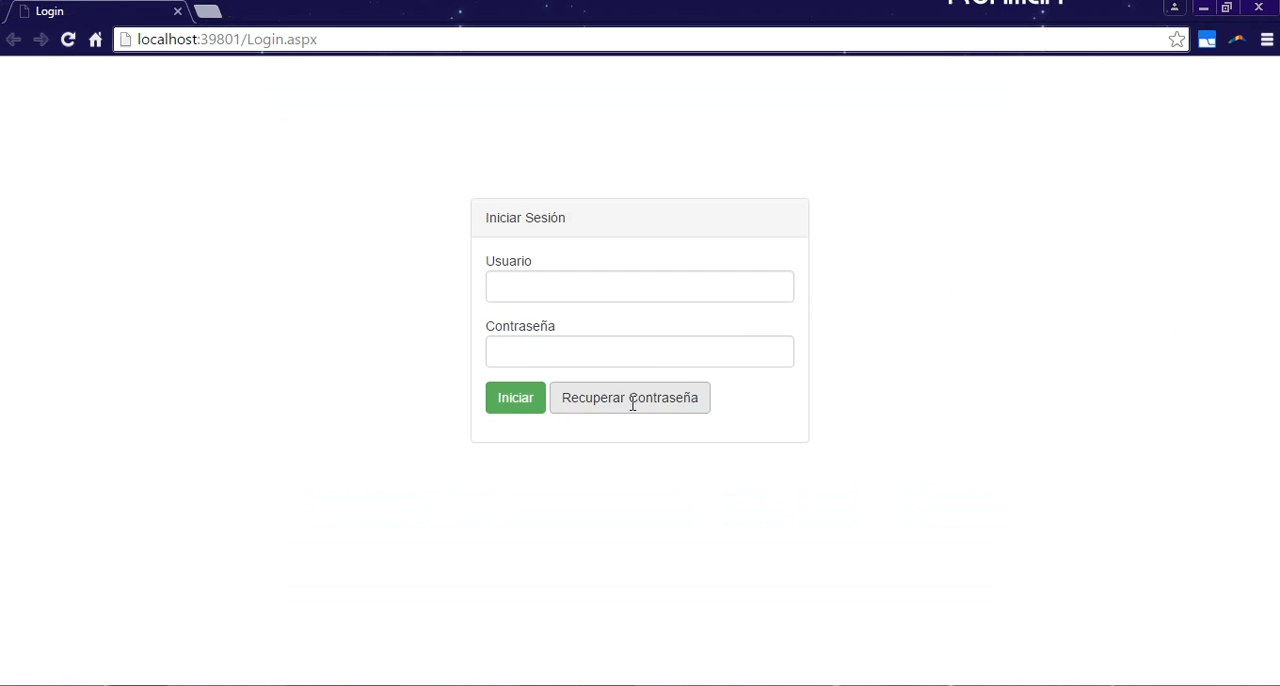 Login
localhost:39801/Login.aspx
Iniciar Sesión
Usuario
Contraseña
Iniciar
Recuperar Contraseña